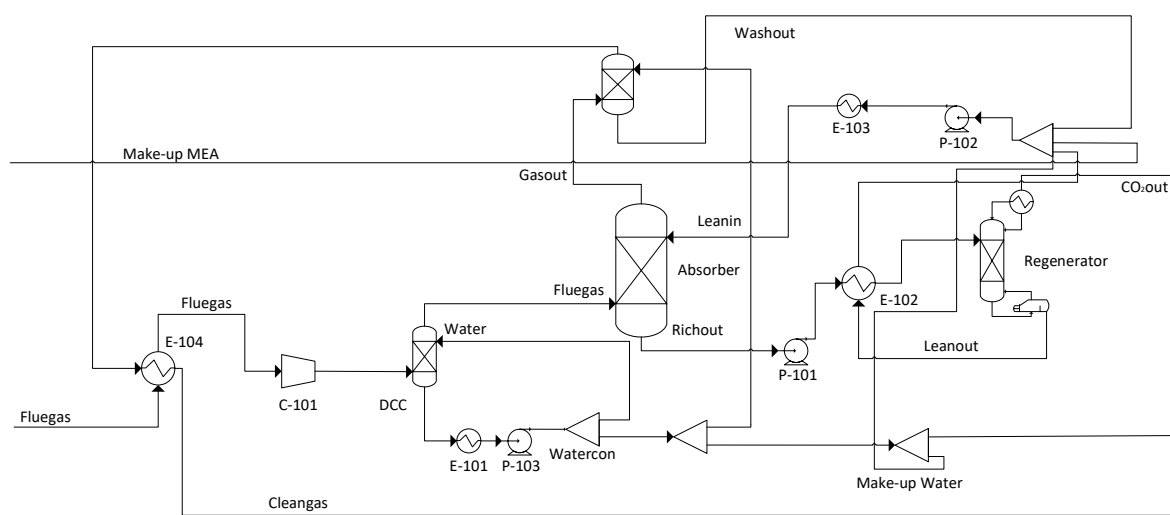 Washout
E-103
P-102
Make-up MEA
Gasout
CO₂out
Leanin
Absorber
Regenerator
Fluegas
Fluegas
E-102
E-104
Water
Richout
Leanout
P-101
C-101
DCC
Fluegas
E-101
P-103
Watercon
Make-up Water
Cleangas